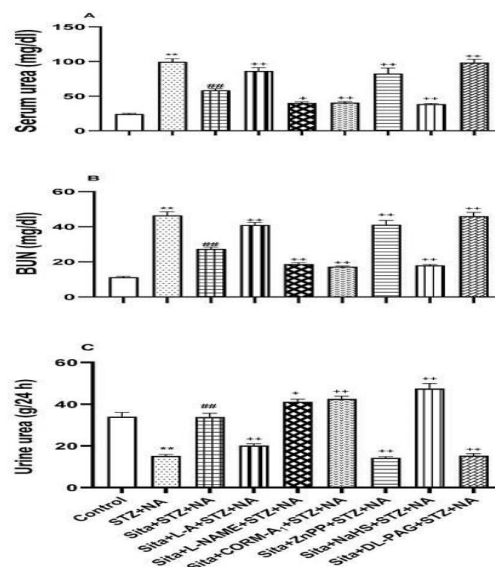 A
Serum urea (mg/dl)
150
100
50
0
**
##
++
+
++
++
++
++
B
BUN (mg/dl)
60
40
20
0
**
##
++
++
++
++
++
++
C
Urine urea (g/24 h)
60
40
20
0
**
##
++
+
++
++
++
++
Control
STZ+NA
Sita+STZ+NA
Sita+L-A+STZ+NA
Sita+L-NAME+STZ+NA
Sita+CORM-A₁+STZ+NA
Sita+ZnPP+STZ+NA
Sita+NaHS+STZ+NA
Sita+DL-PAG+STZ+NA